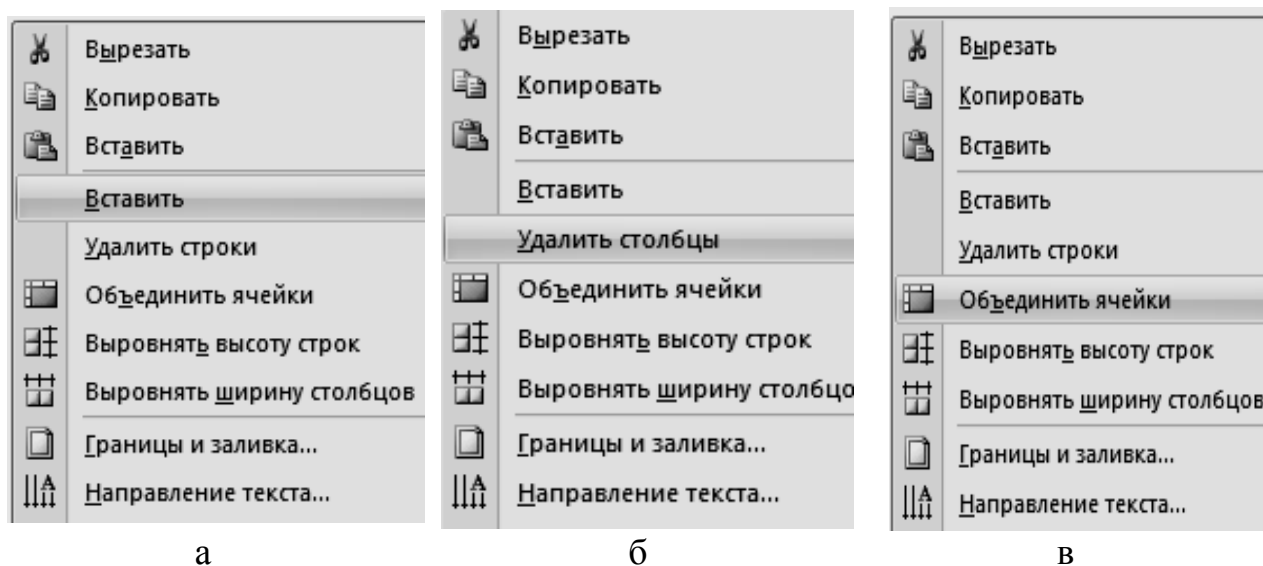 Вырезать
Копировать
Вставить
Вставить
Удалить строки
Объединить ячейки
Выровнять высоту строк
Выровнять ширину столбцов
Границы и заливка...
Направление текста...
а
Вырезать
Копировать
Вставить
Вставить
Удалить столбцы
Объединить ячейки
Выровнять высоту строк
Выровнять ширину столбцо
Границы и заливка...
Направление текста...
б
Вырезать
Копировать
Вставить
Вставить
Удалить строки
Объединить ячейки
Выровнять высоту строк
Выровнять ширину столбцов
Границы и заливка...
Направление текста...
в